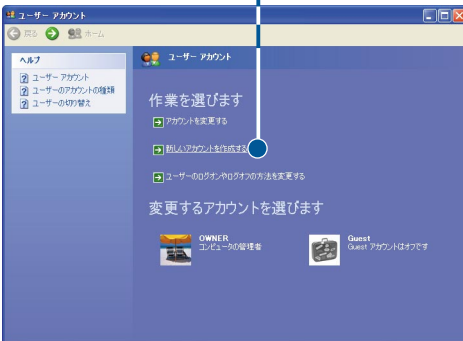 ユーザー アカウント
戻る
ホーム
ヘルプ
ユーザー アカウント
ユーザーのアカウントの種類
ユーザーの切り替え
ユーザー アカウント
作業を選びます
アカウントを変更する
新しいアカウントを作成する
ユーザーのログオンやログオフの方法を変更する
変更するアカウントを選びます
OWNER
コンピュータの管理者
Guest
Guest アカウントはオフです